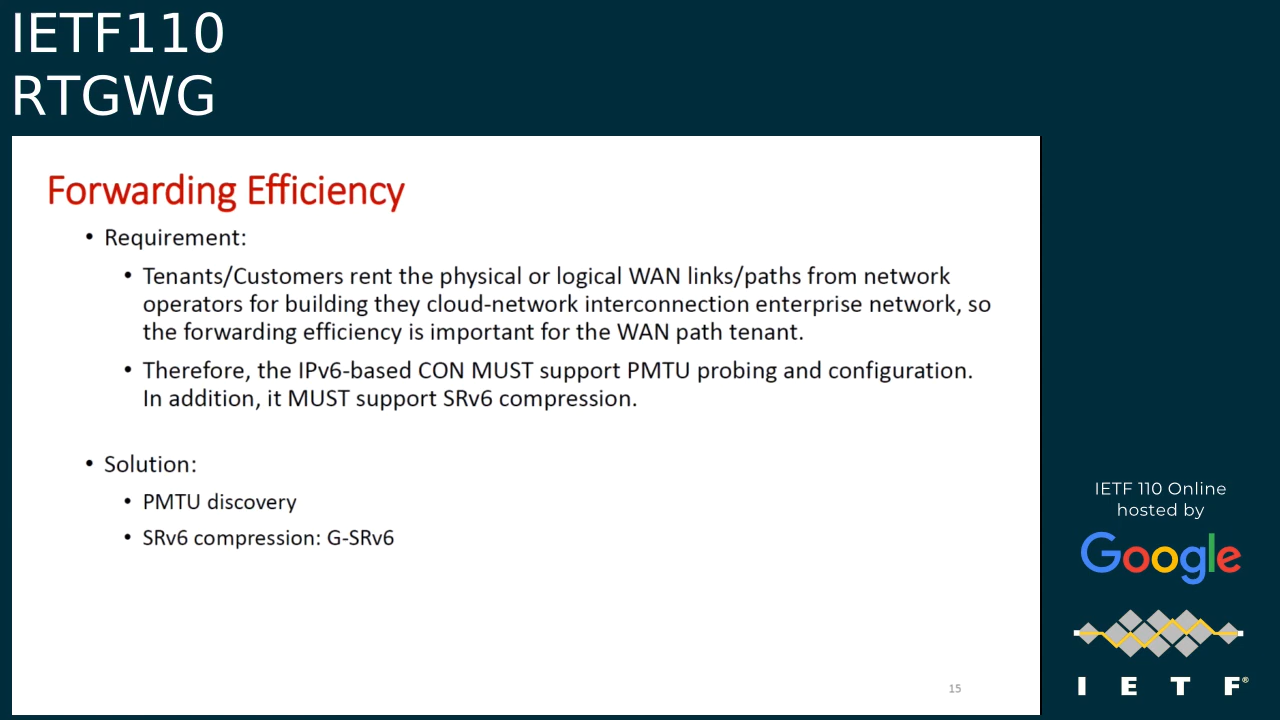 IETF110
RTGWG
Forwarding Efficiency
• Requirement:
• Tenants/Customers rent the physical or logical WAN links/paths from network
operators for building they cloud-network interconnection enterprise network, so
the forwarding efficiency is important for the WAN path tenant.
• Therefore, the IPv6-based CON MUST support PMTU probing and configuration.
In addition, it MUST support SRv6 compression.
• Solution:
• PMTU discovery
• SRv6 compression: G-SRv6
15
IETF 110 Online
hosted by
Google
I E T F®